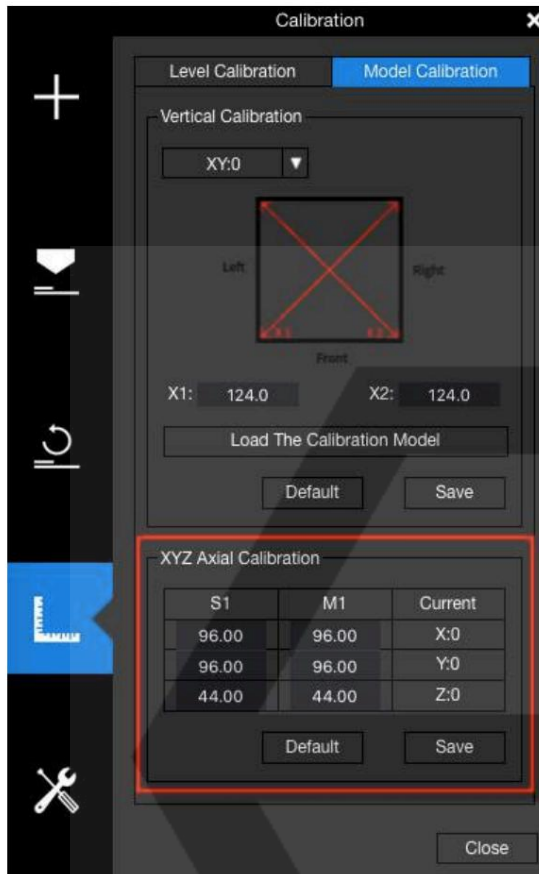 Calibration ×
Level Calibration Model Calibration
Vertical Calibration
XY:0 ▼
Left Right
X1 X2
Front
X1: 124.0 X2: 124.0
Load The Calibration Model
Default Save
XYZ Axial Calibration
S1 M1 Current
96.00 96.00 X:0
96.00 96.00 Y:0
44.00 44.00 Z:0
Default Save
Close